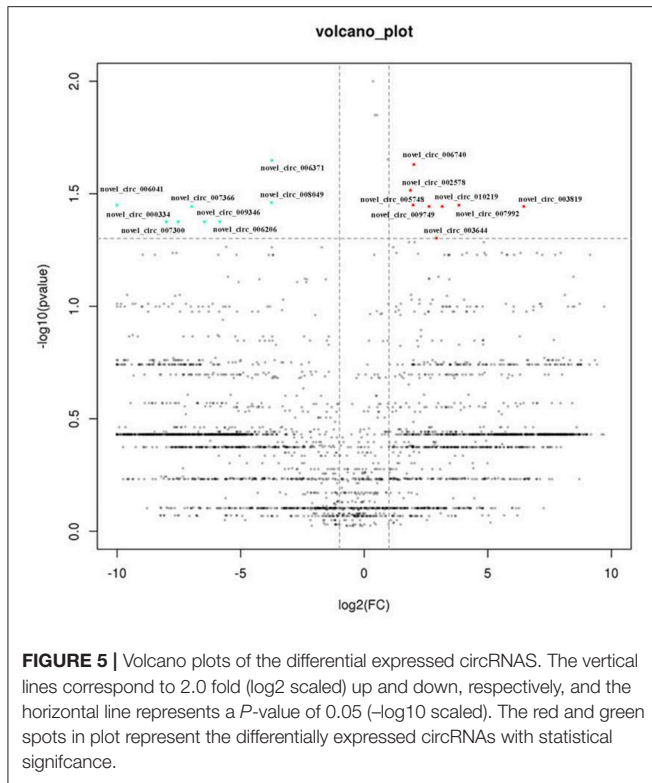 volcano_plot
2.0
novel_circ_006740
novel_circ_006371
novel_circ_002578
1.5
novel_circ_006041
novel_circ_007366
novel_circ_008049
novel_circ_005748
novel_circ_010219
novel_circ_003819
novel_circ_000334
novel_circ_009346
novel_circ_009749
novel_circ_007992
novel_circ_007300
novel_circ_006206
novel_circ_003644
-log10(pvalue)
1.0
0.5
0.0
-10
-5
0
5
10
log2(FC)
FIGURE 5 | Volcano plots of the differential expressed circRNAS. The vertical
lines correspond to 2.0 fold (log2 scaled) up and down, respectively, and the
horizontal line represents a P-value of 0.05 (–log10 scaled). The red and green
spots in plot represent the differentially expressed circRNAs with statistical
signifcance.